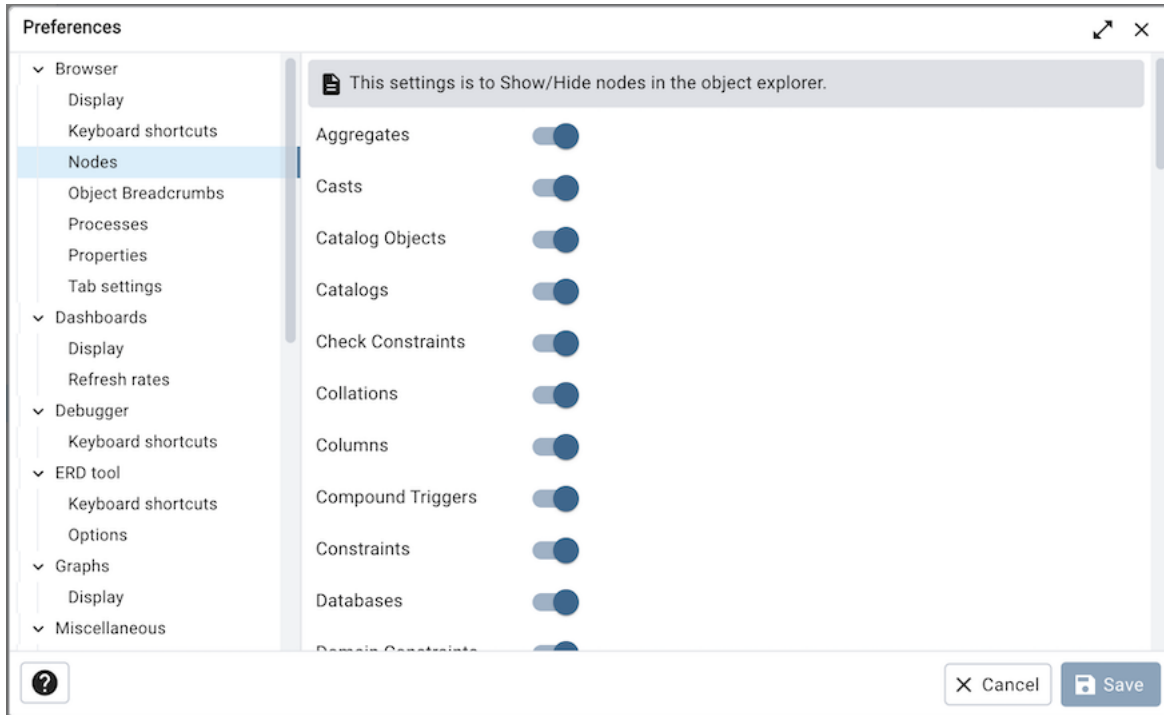 Preferences
Browser
Display
Keyboard shortcuts
Nodes
Object Breadcrumbs
Processes
Properties
Tab settings
Dashboards
Display
Refresh rates
Debugger
Keyboard shortcuts
ERD tool
Keyboard shortcuts
Options
Graphs
Display
Miscellaneous
This settings is to Show/Hide nodes in the object explorer.
Aggregates
Casts
Catalog Objects
Catalogs
Check Constraints
Collations
Columns
Compound Triggers
Constraints
Databases
Domain Constraints
?
Cancel
Save